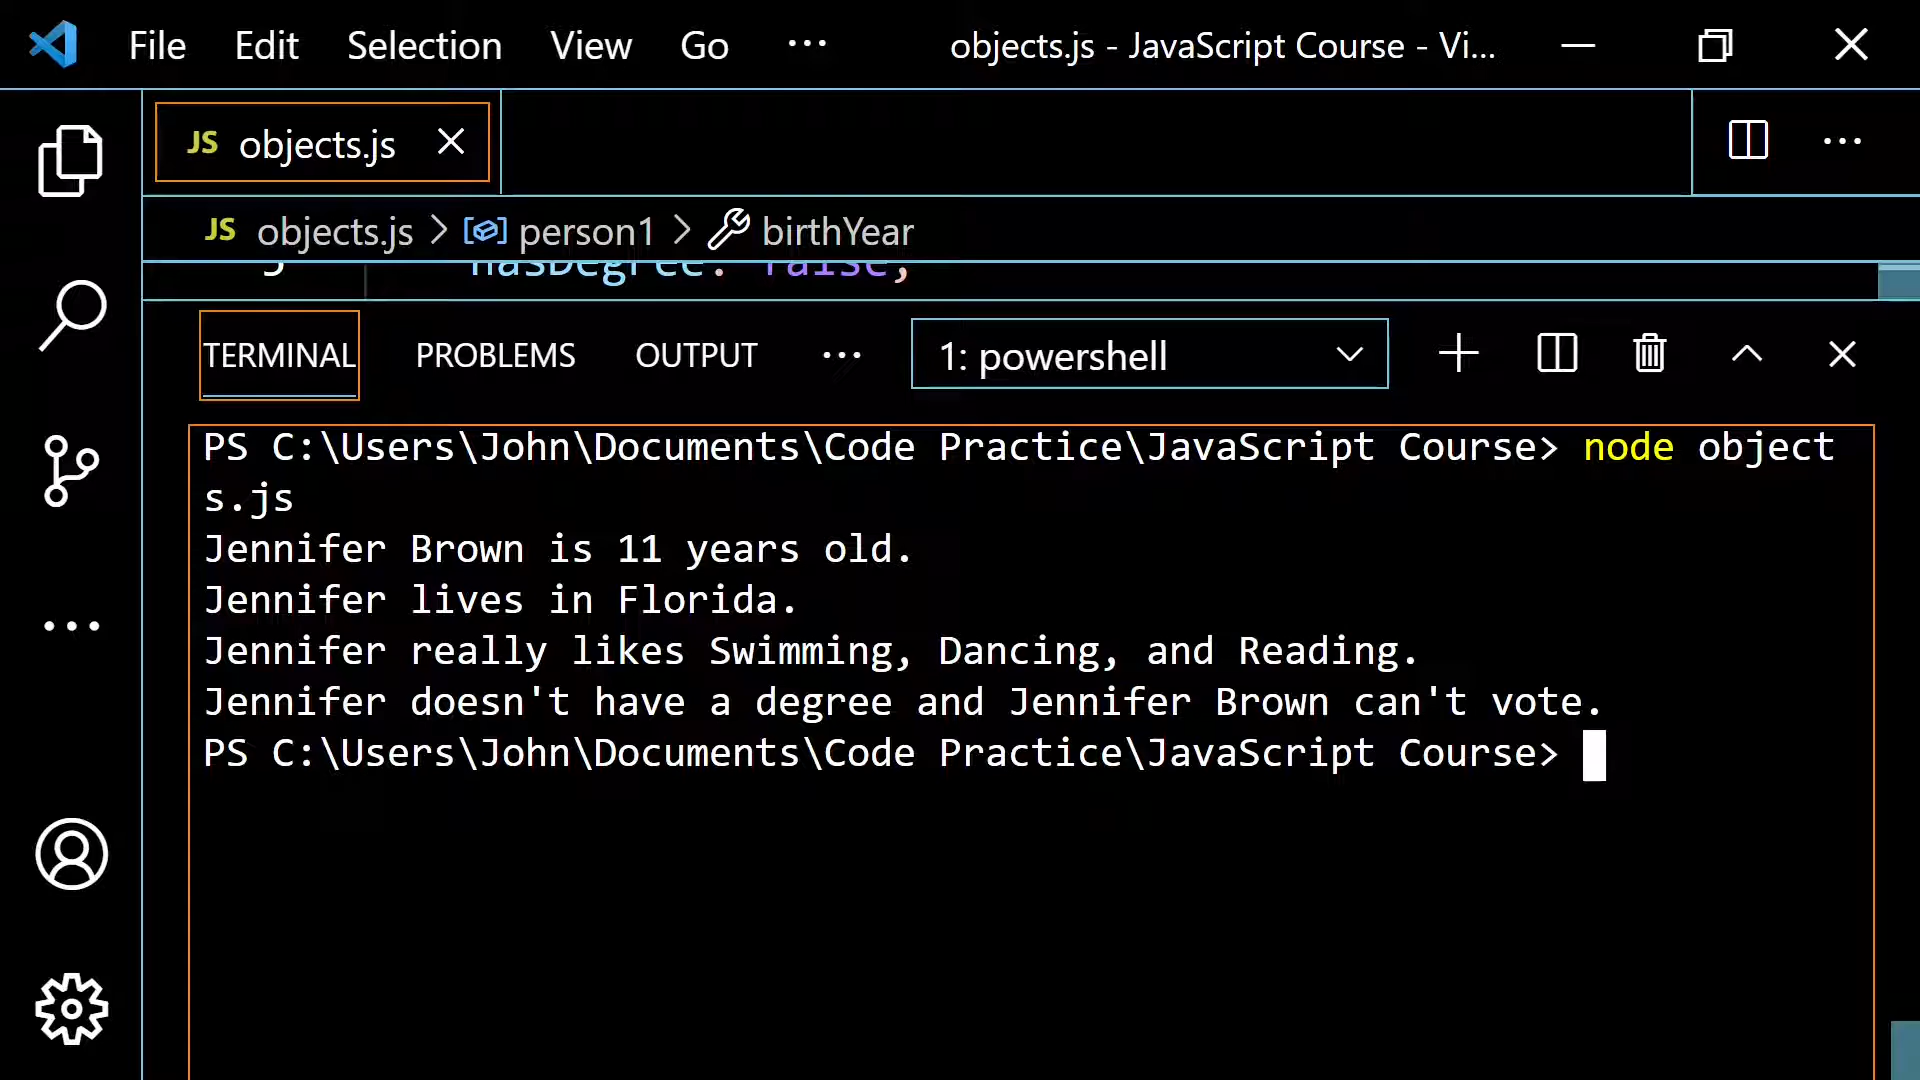 File Edit Selection View Go ··· objects.js - JavaScript Course - Vi...
JS objects.js
JS objects.js > person1 > birthYear
5 hasDegree: false,
TERMINAL PROBLEMS OUTPUT ··· 1: powershell
PS C:\Users\John\Documents\Code Practice\JavaScript Course> node object
s.js
Jennifer Brown is 11 years old.
Jennifer lives in Florida.
Jennifer really likes Swimming, Dancing, and Reading.
Jennifer doesn't have a degree and Jennifer Brown can't vote.
PS C:\Users\John\Documents\Code Practice\JavaScript Course>